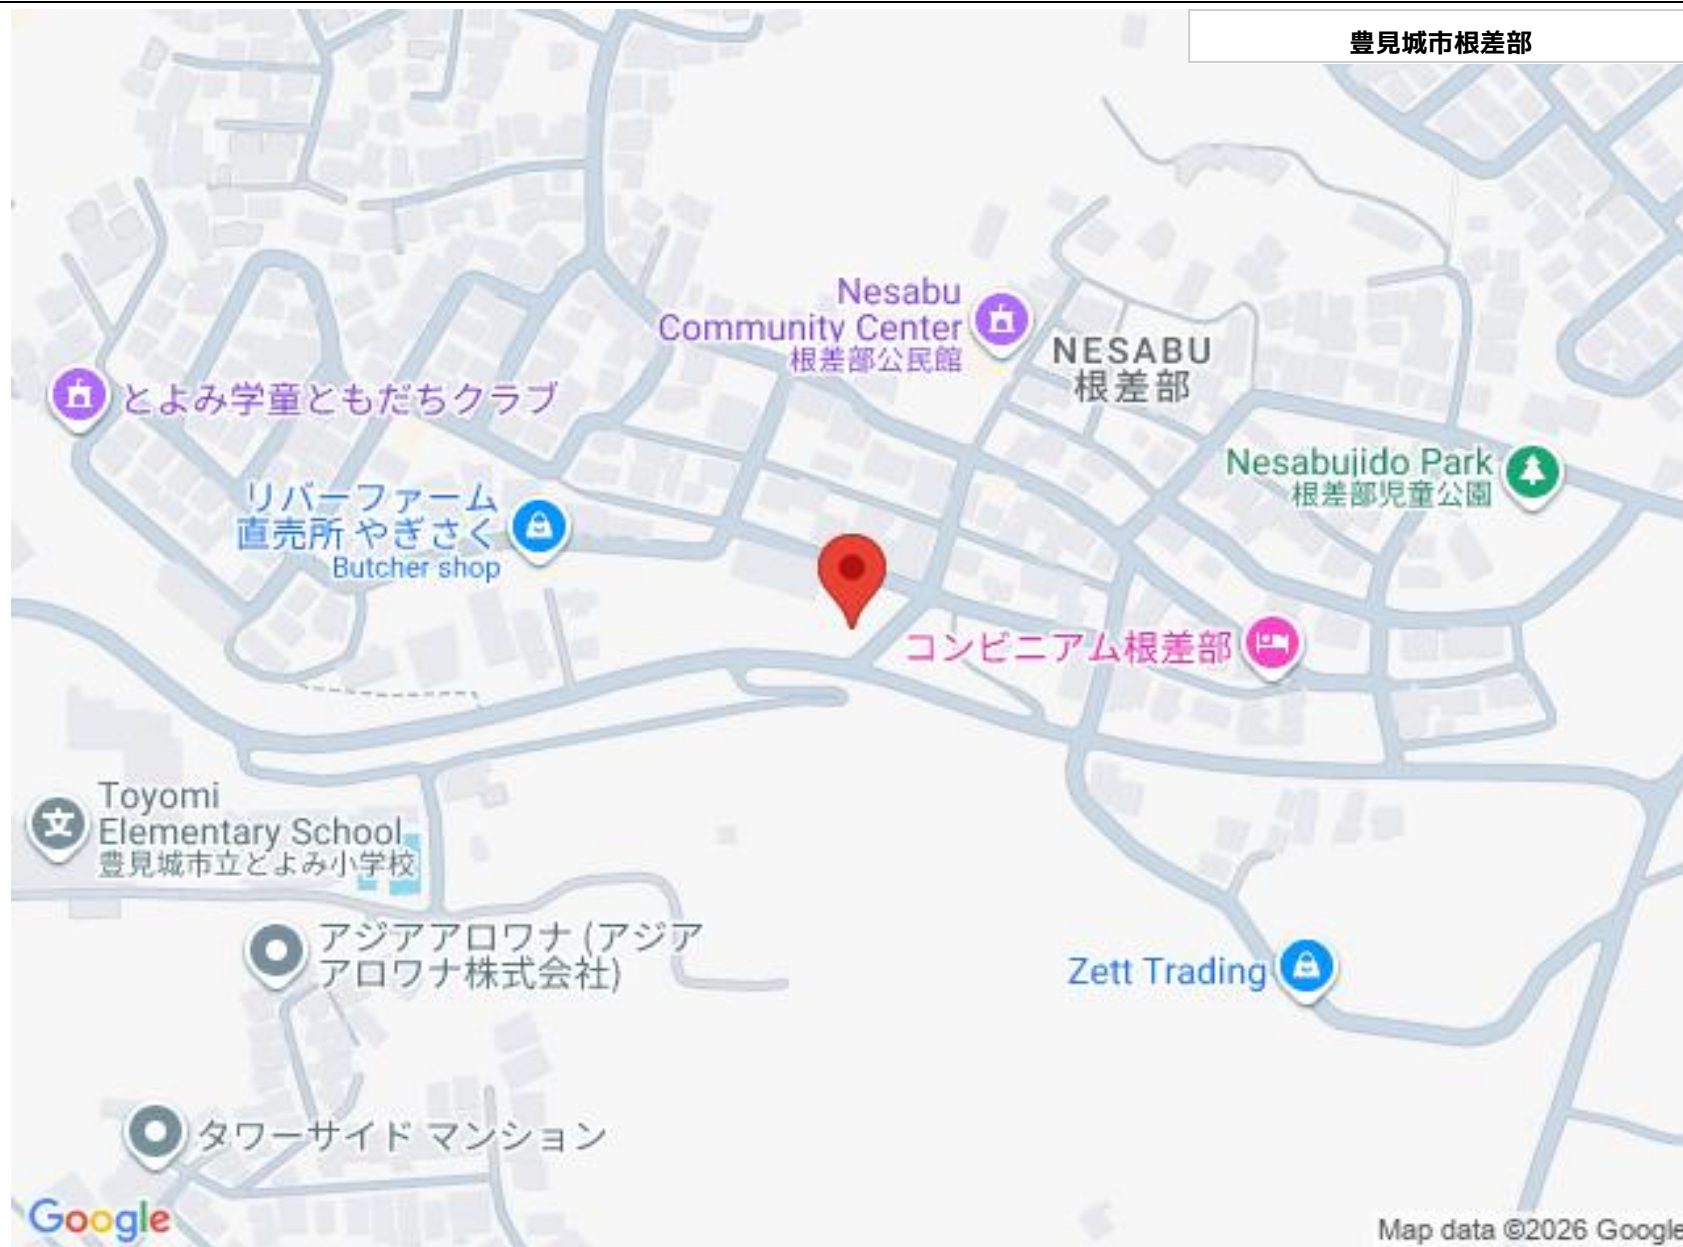 豊見城市根差部
Nesabu
Community Center
根差部公民館
NESABU
根差部
とよみ学童ともだちクラブ
Nesabujido Park
根差部児童公園
リバーファーム
直売所 やぎさく
Butcher shop
コンビニアム根差部
Toyomi
Elementary School
豊見城市立とよみ小学校
アジアアロワナ (アジア
アロワナ株式会社)
Zett Trading
タワーサイド マンション
Google
Map data ©2026 Google